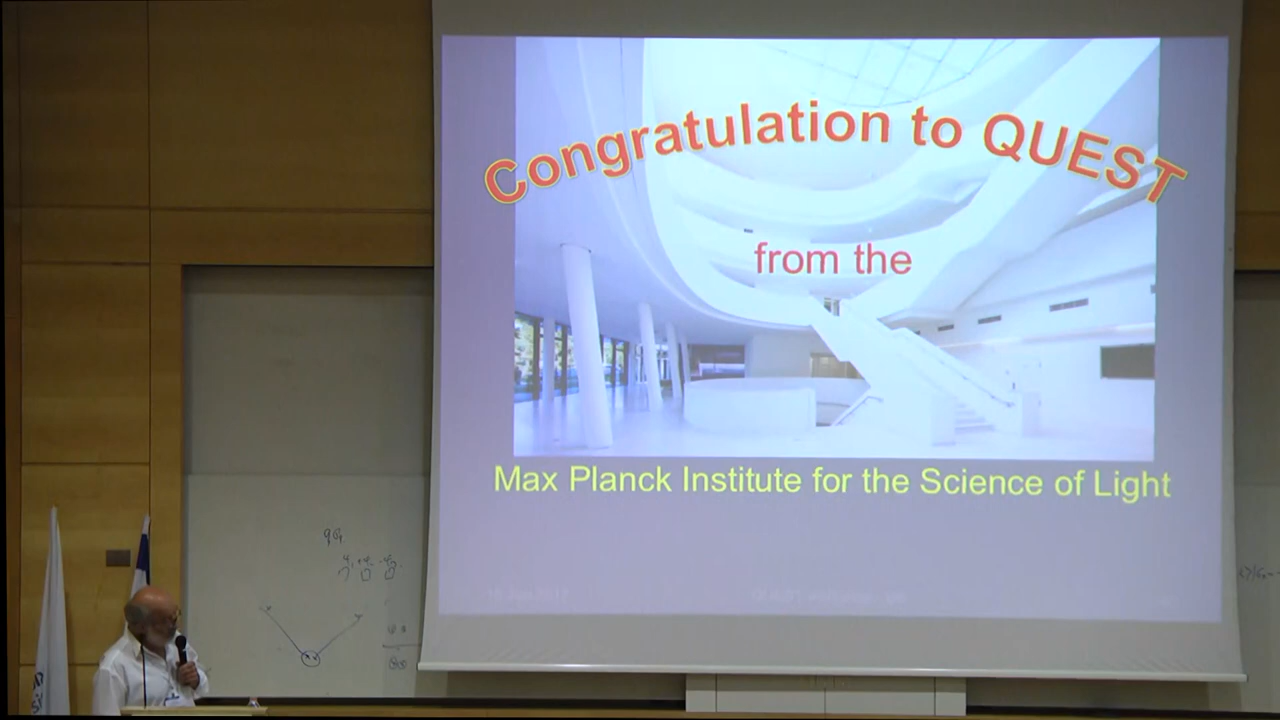 Congratulation to QUEST
from the
Max Planck Institute for the Science of Light